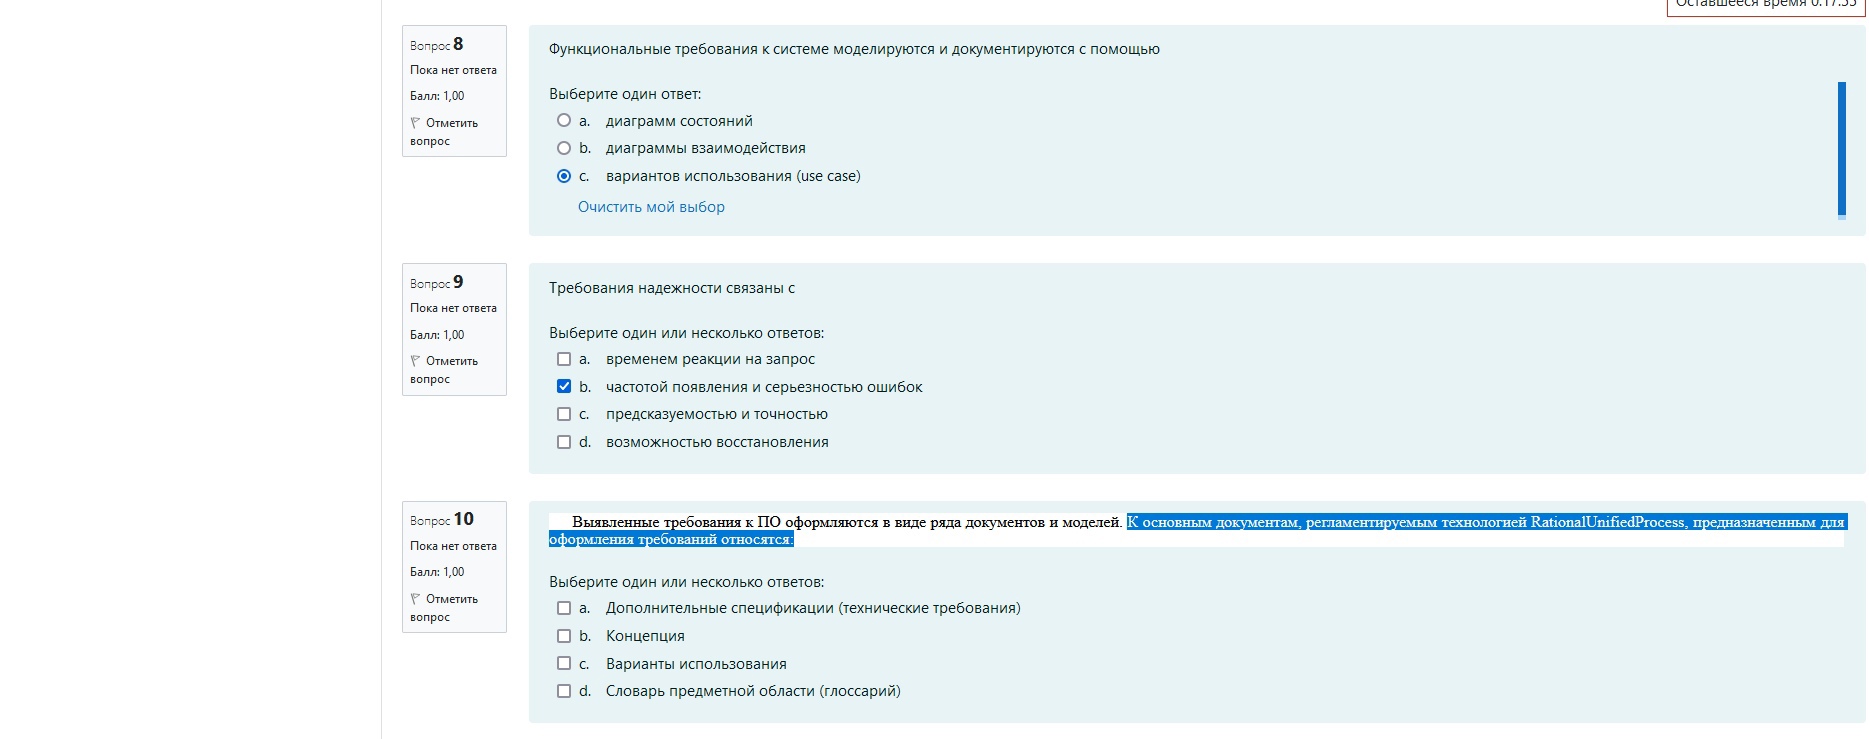 Оставшееся время 0:17:55
Вопрос 8
Пока нет ответа
Балл: 1,00
Отметить
вопрос
Функциональные требования к системе моделируются и документируются с помощью
Выберите один ответ:
a. диаграмм состояний
b. диаграммы взаимодействия
c. вариантов использования (use case)
Очистить мой выбор
Вопрос 9
Пока нет ответа
Балл: 1,00
Отметить
вопрос
Требования надежности связаны с
Выберите один или несколько ответов:
a. временем реакции на запрос
b. частотой появления и серьезностью ошибок
c. предсказуемостью и точностью
d. возможностью восстановления
Вопрос 10
Пока нет ответа
Балл: 1,00
Отметить
вопрос
Выявленные требования к ПО оформляются в виде ряда документов и моделей. К основным документам, регламентируемым технологией RationalUnifiedProcess, предназначенным для
оформления требований относятся:
Выберите один или несколько ответов:
a. Дополнительные спецификации (технические требования)
b. Концепция
c. Варианты использования
d. Словарь предметной области (глоссарий)